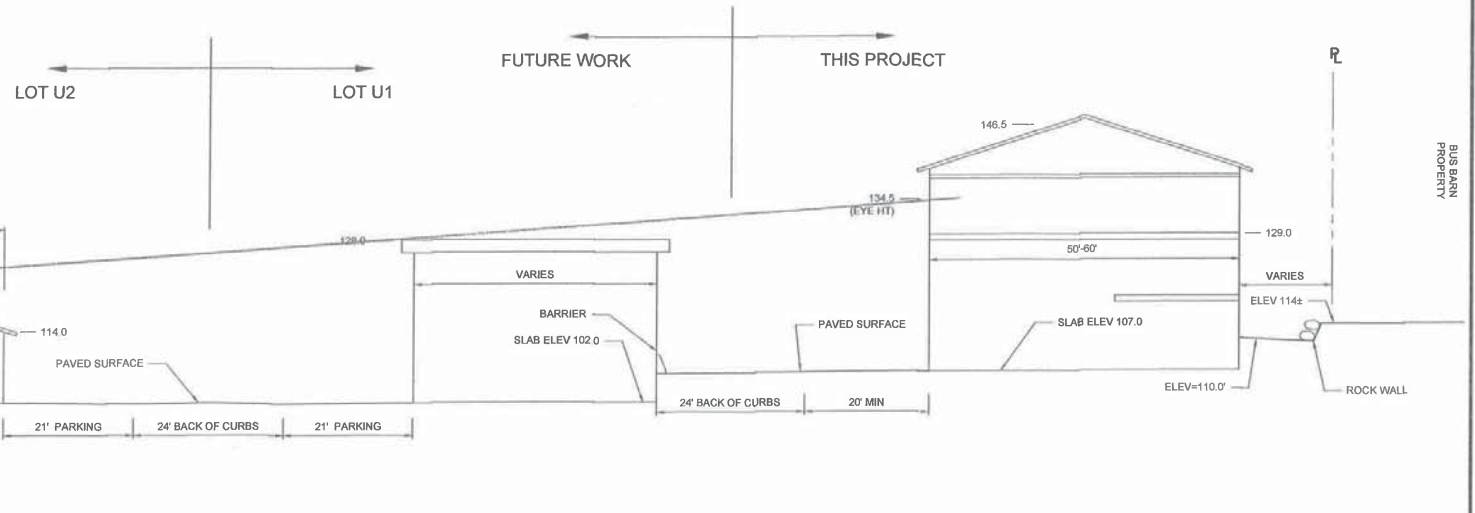 FUTURE WORK
THIS PROJECT
LOT U2
LOT U1
℄
146.5
BUS BARN
PROPERTY
134.5
(EYE HT)
128.0
129.0
50'-60'
VARIES
VARIES
ELEV 114±
BARRIER
114.0
PAVED SURFACE
SLAB ELEV 107.0
SLAB ELEV 102.0
PAVED SURFACE
ELEV=110.0'
ROCK WALL
24' BACK OF CURBS
20' MIN
21' PARKING
24' BACK OF CURBS
21' PARKING